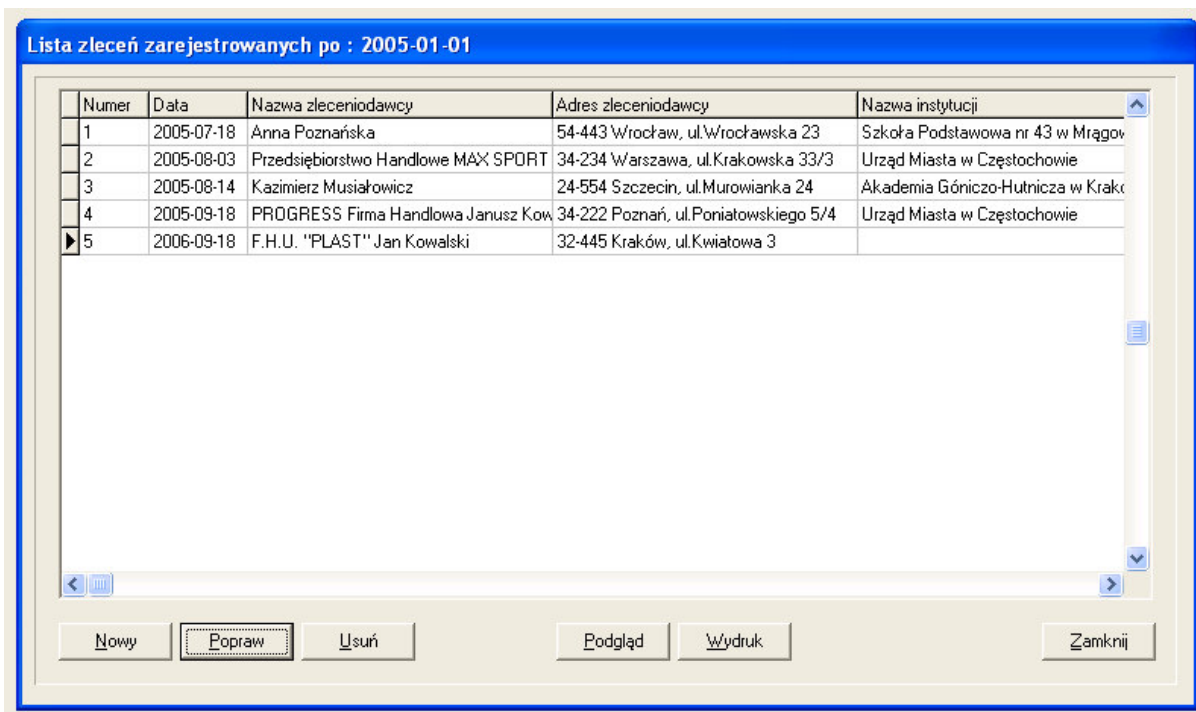 Lista zleceń zarejestrowanych po : 2005-01-01
Numer Data Nazwa zleceniodawcy Adres zleceniodawcy Nazwa instytucji
1 2005-07-18 Anna Poznańska 54-443 Wrocław, ul.Wrocławska 23 Szkoła Podstawowa nr 43 w Mrągow
2 2005-08-03 Przedsiębiorstwo Handlowe MAX SPORT 34-234 Warszawa, ul.Krakowska 33/3 Urząd Miasta w Częstochowie
3 2005-08-14 Kazimierz Musiałowicz 24-554 Szczecin, ul.Murowianka 24 Akademia Góniczo-Hutnicza w Krako
4 2005-09-18 PROGRESS Firma Handlowa Janusz Kow 34-222 Poznań, ul.Poniatowskiego 5/4 Urząd Miasta w Częstochowie
5 2006-09-18 F.H.U. "PLAST" Jan Kowalski 32-445 Kraków, ul.Kwiatowa 3
Nowy Popraw Usuń Podgląd Wydruk Zamknij